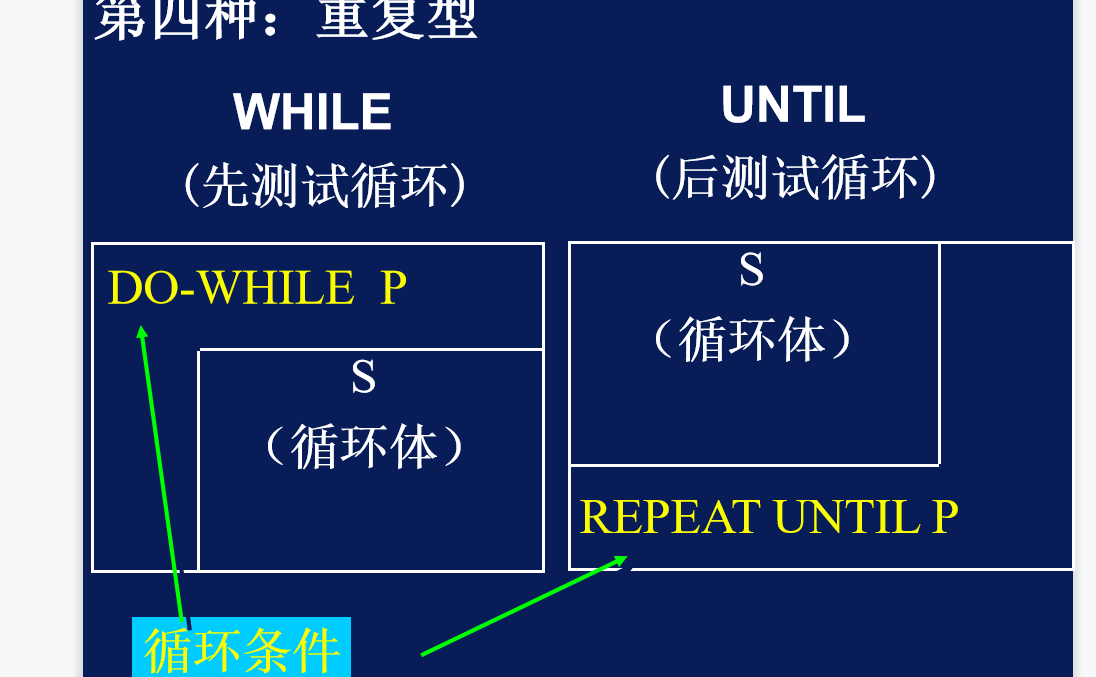 第四种：重复型
WHILE
(先测试循环)
UNTIL
(后测试循环)
DO-WHILE P
S
（循环体）
S
（循环体）
REPEAT UNTIL P
循环条件